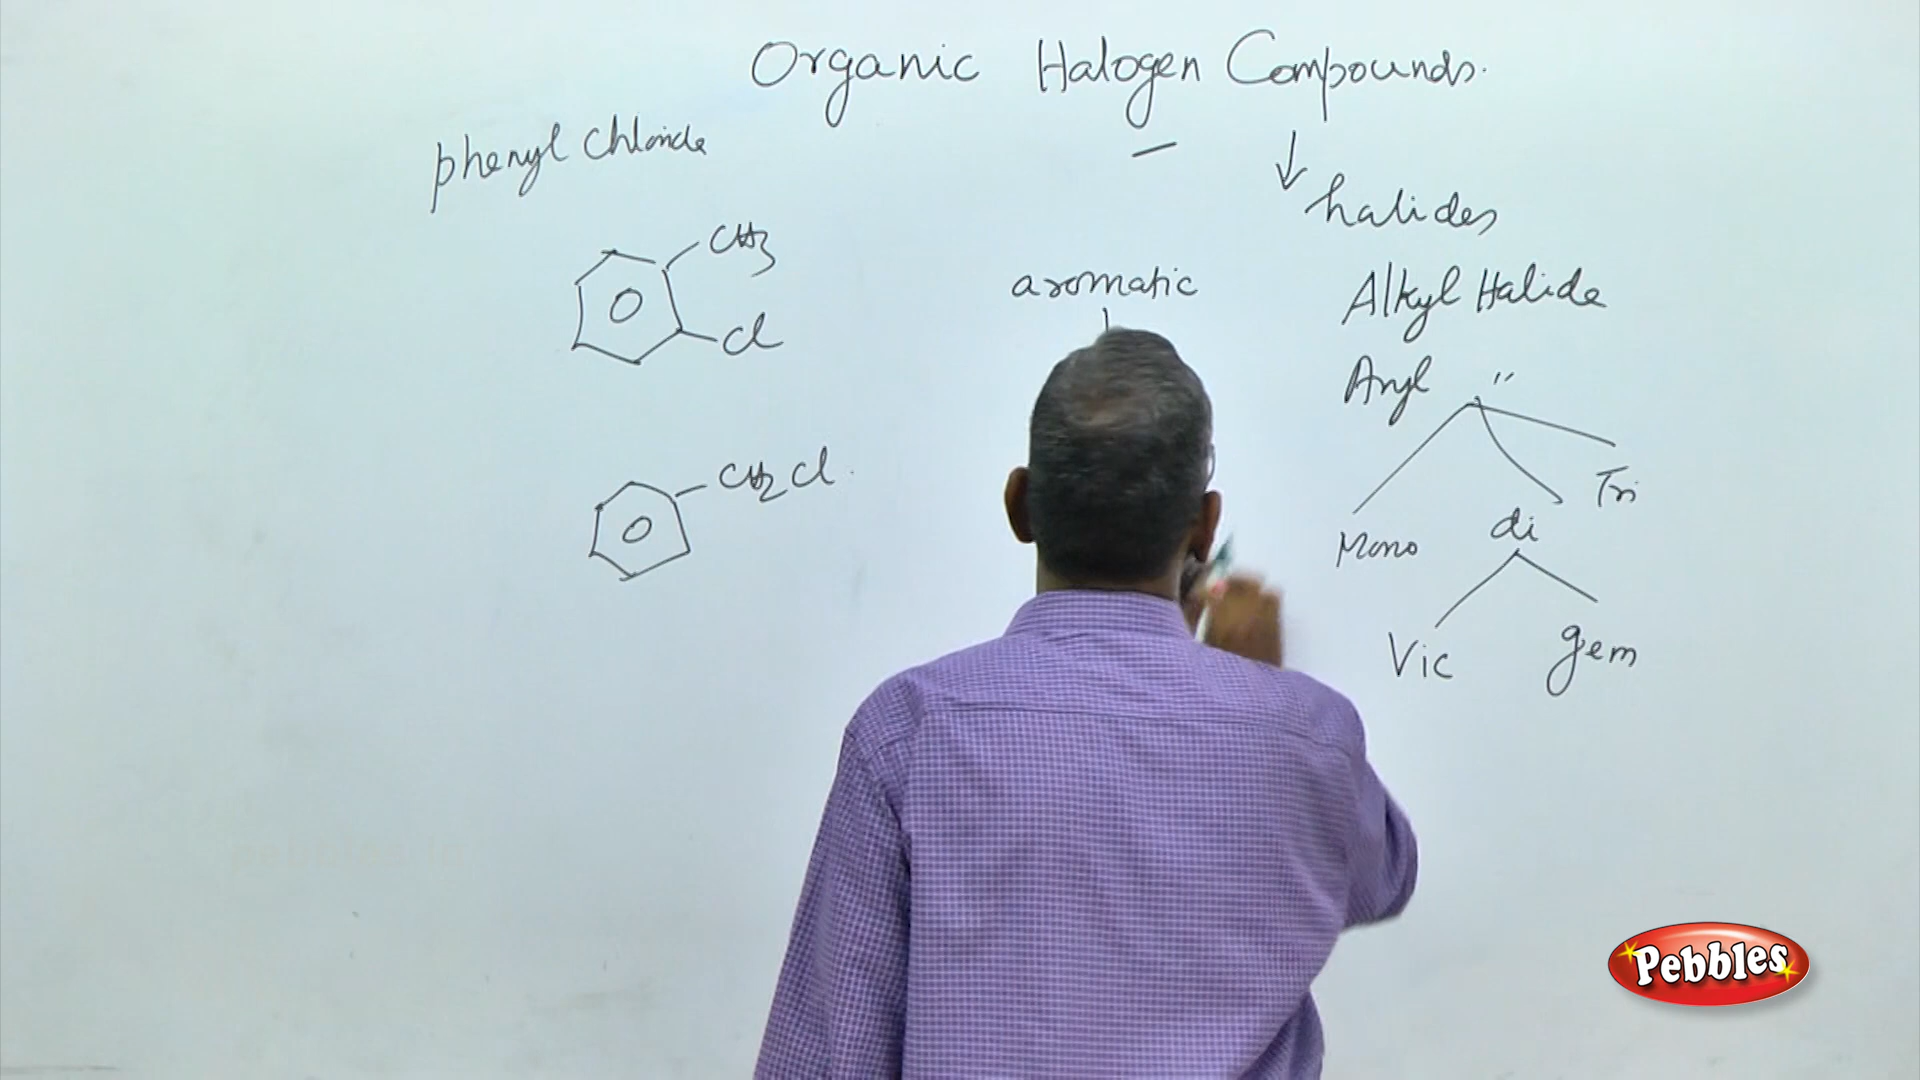 Organic Halogen Compounds.
phenyl chloride
halides
CH3
aromatic
Alkyl Halide
Cl
Aryl "
CH2Cl.
Tri
Mono
di
Vic
gem
Pebbles